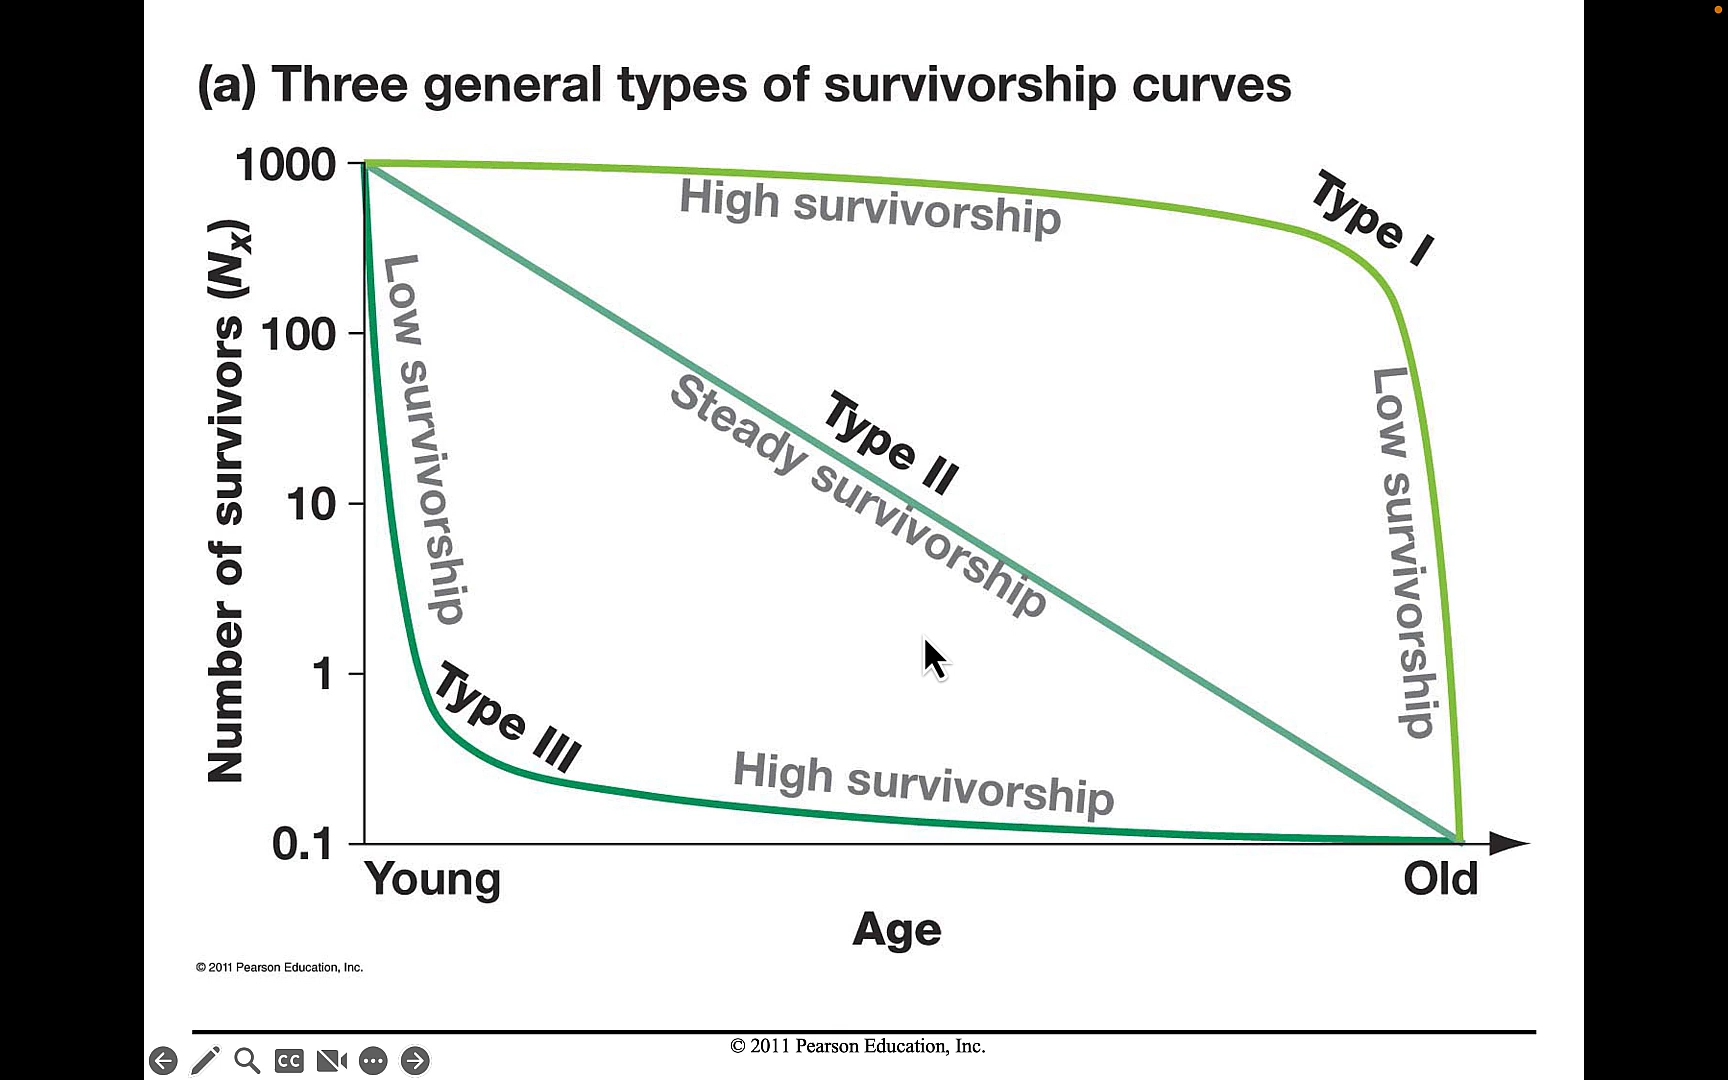 (a) Three general types of survivorship curves
1000
100
10
1
0.1
Number of survivors (Nx)
High survivorship
Type I
Low survivorship
Type II
Steady survivorship
Low survivorship
Type III
High survivorship
Young
Old
Age
© 2011 Pearson Education, Inc.
© 2011 Pearson Education, Inc.
CC